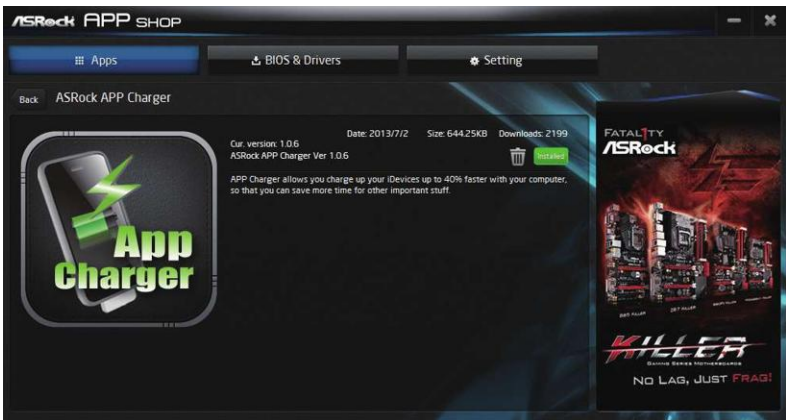 ASRock APP SHOP
Apps
BIOS & Drivers
Setting
Back
ASRock APP Charger
Date: 2013/7/2 Size: 644.25KB Downloads: 2199
Cur. version: 1.0.6
ASRock APP Charger Ver 1.0.6
Installed
APP Charger allows you charge up your iDevices up to 40% faster with your computer,
so that you can save more time for other important stuff.
App
Charger
FATAL1TY
ASRock
KILLER
GAMING SERIES MOTHERBOARDS
NO LAG, JUST FRAG!